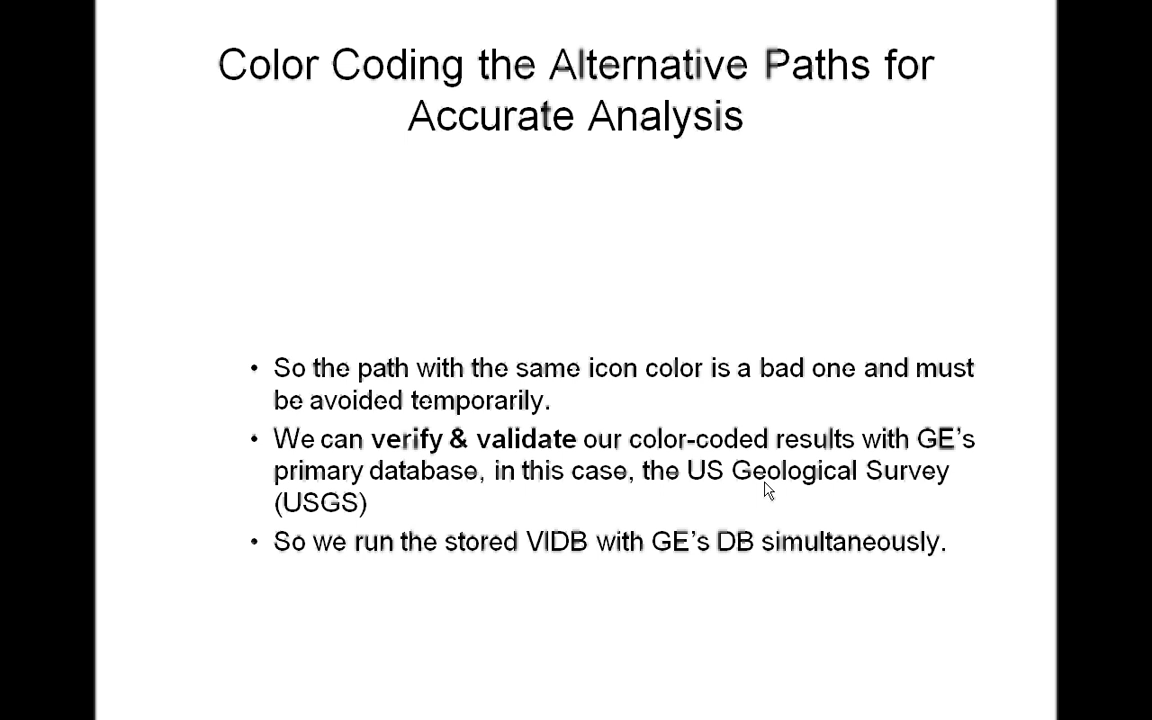 Color Coding the Alternative Paths for
Accurate Analysis
• So the path with the same icon color is a bad one and must
be avoided temporarily.
• We can verify & validate our color-coded results with GE's
primary database, in this case, the US Geological Survey
(USGS)
• So we run the stored VIDB with GE's DB simultaneously.